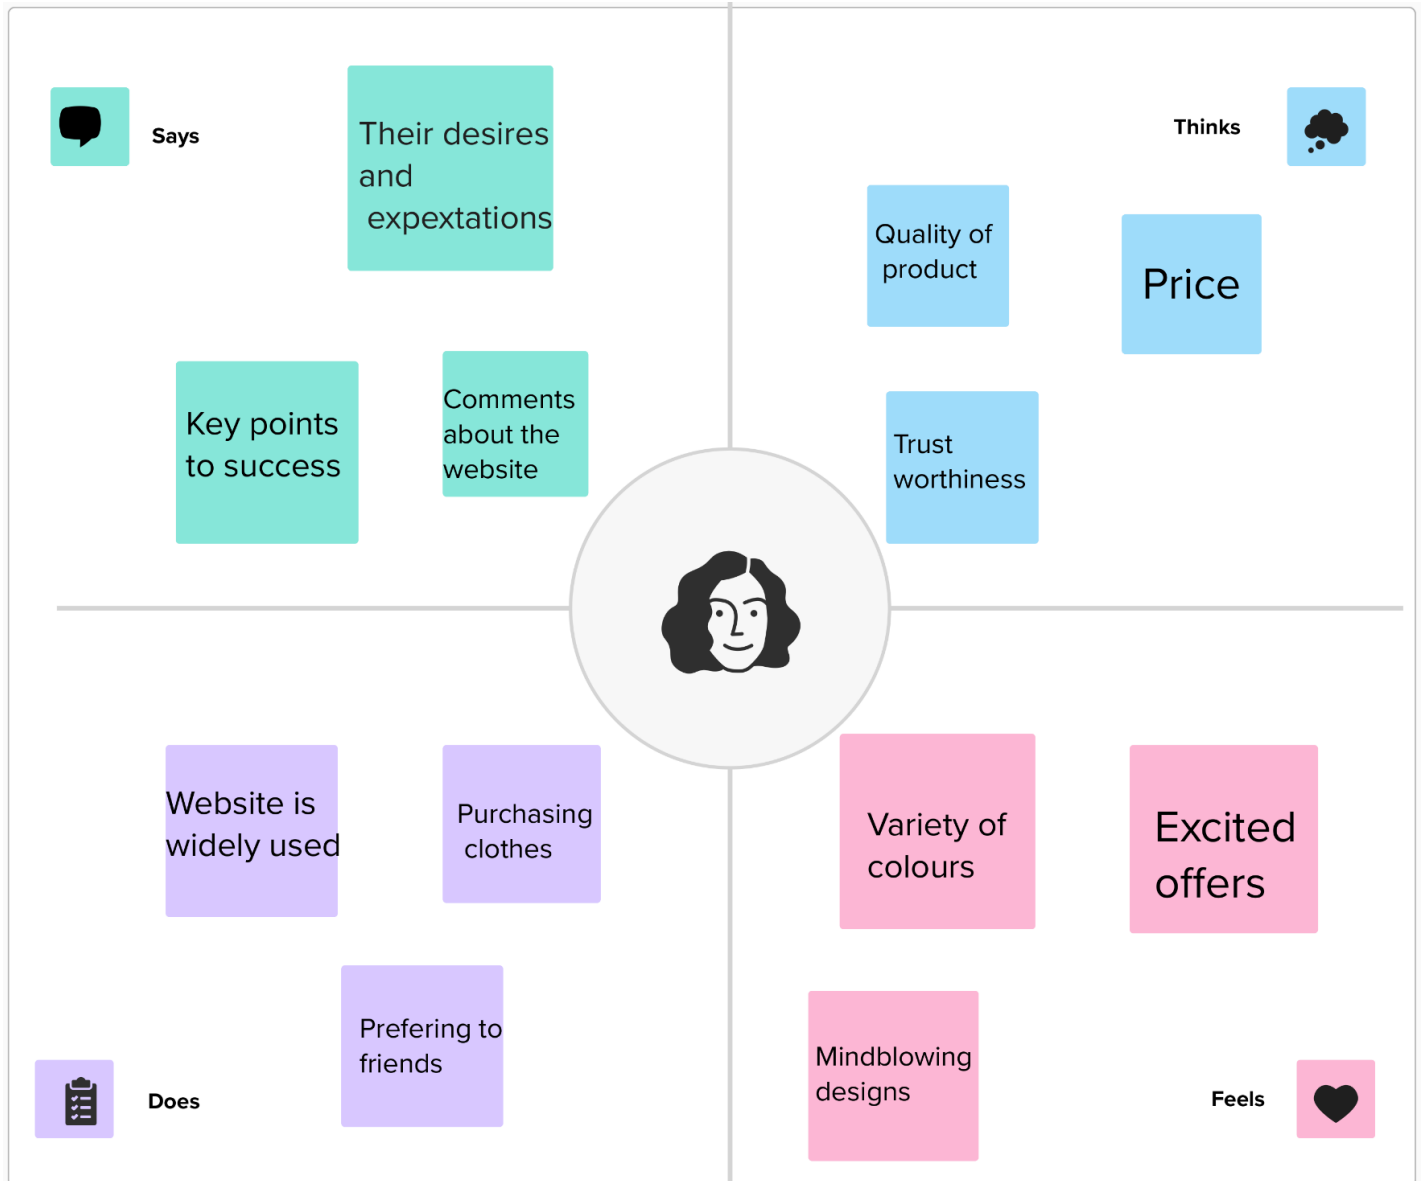 Says
Their desires
and
expextations
Key points
to success
Comments
about the
website
Thinks
Quality of
product
Price
Trust
worthiness
Website is
widely used
Purchasing
clothes
Prefering to
friends
Does
Variety of
colours
Excited
offers
Mindblowing
designs
Feels